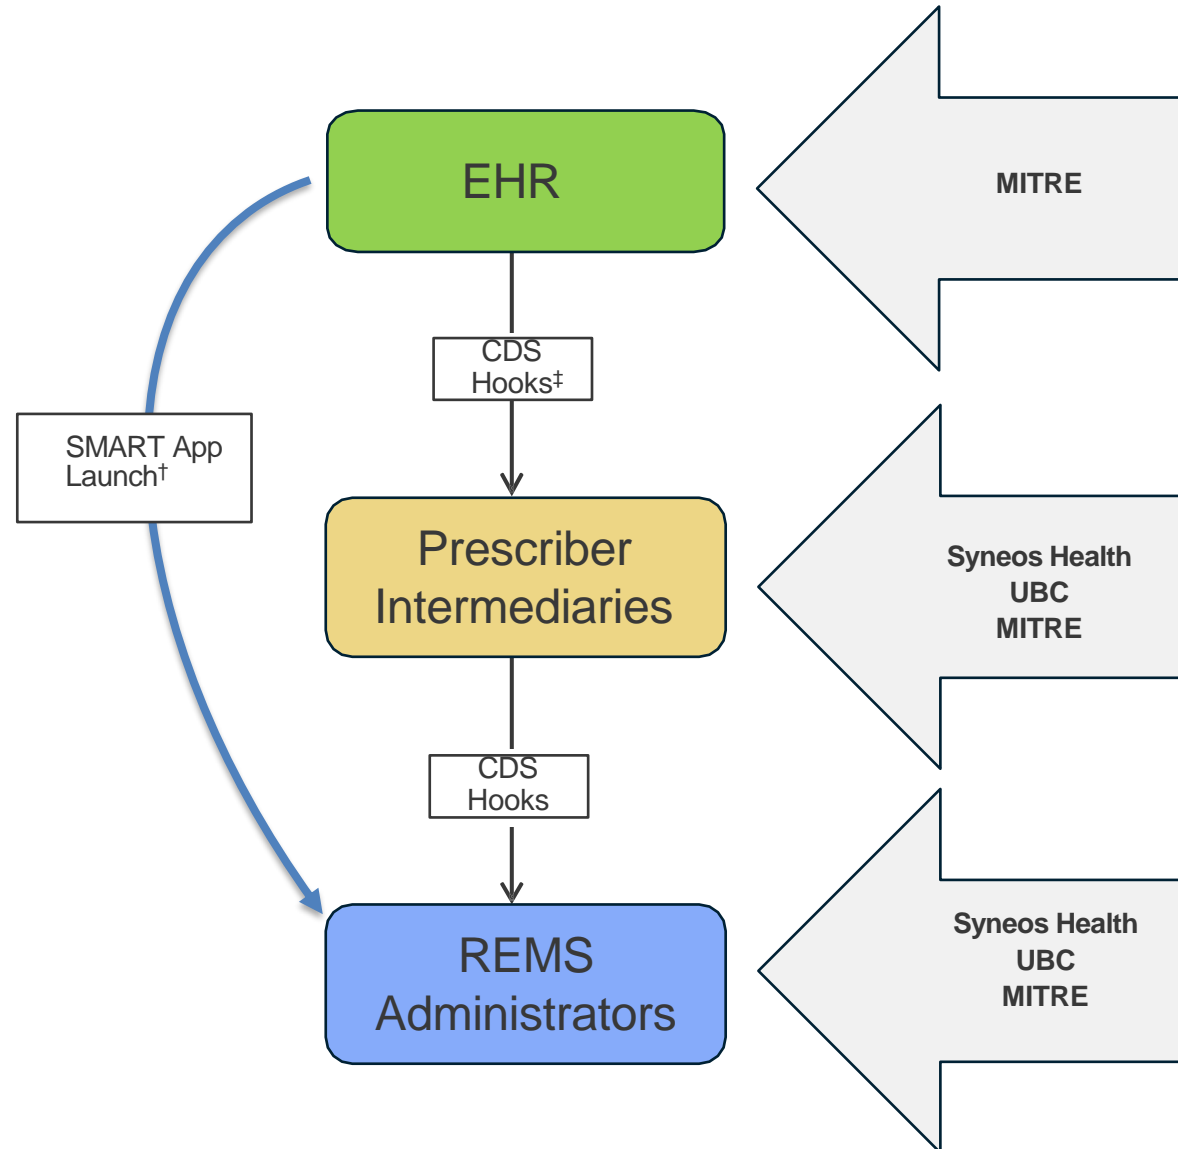 EHR
MITRE
CDS
Hooks‡
SMART App
Launch†
Prescriber
Intermediaries
Syneos Health
UBC
MITRE
CDS
Hooks
REMS
Administrators
Syneos Health
UBC
MITRE